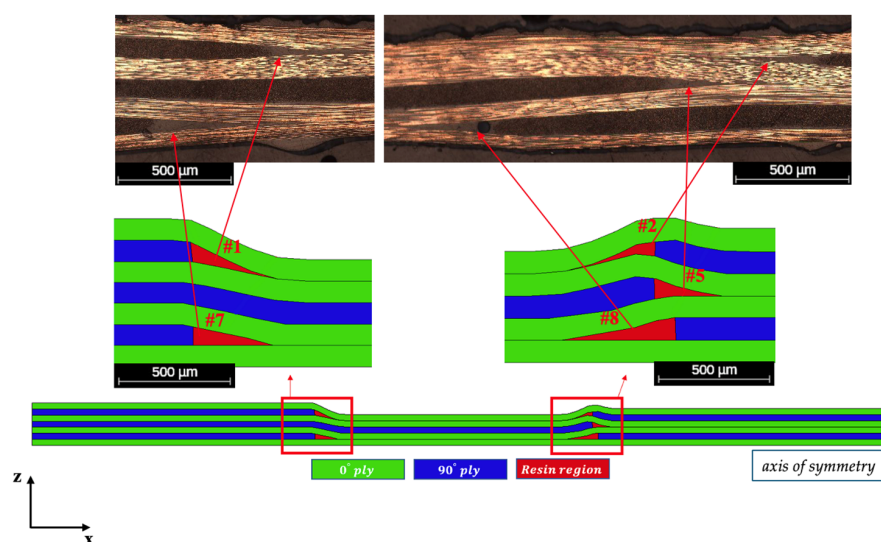 500 µm
500 µm
#1
#7
#2
#5
#8
500 µm
500 µm
0° ply
90° ply
Resin region
axis of symmetry
z
x